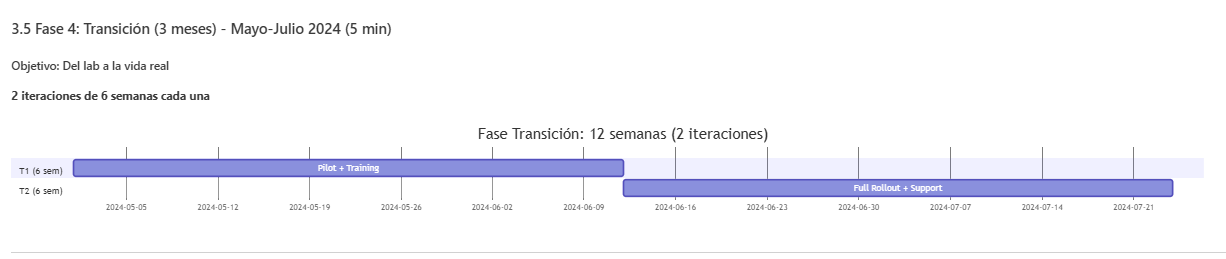 3.5 Fase 4: Transición (3 meses) - Mayo-Julio 2024 (5 min)
Objetivo: Del lab a la vida real
2 iteraciones de 6 semanas cada una
Fase Transición: 12 semanas (2 iteraciones)
T1 (6 sem) Pilot + Training
T2 (6 sem) Full Rollout + Support
2024-05-05 2024-05-12 2024-05-19 2024-05-26 2024-06-02 2024-06-09 2024-06-16 2024-06-23 2024-06-30 2024-07-07 2024-07-14 2024-07-21